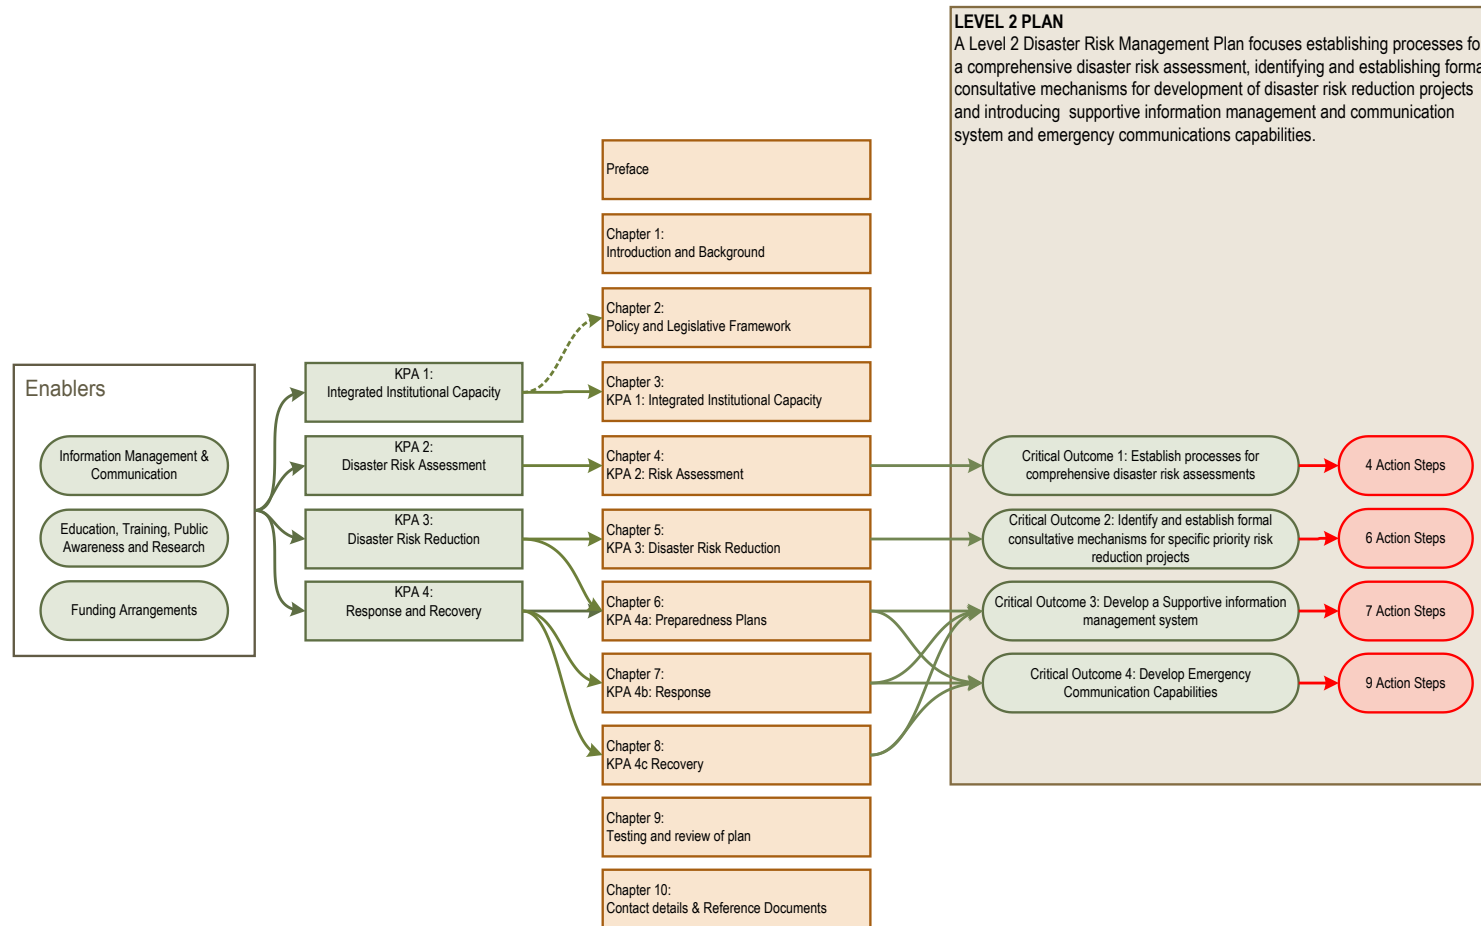 LEVEL 2 PLAN
A Level 2 Disaster Risk Management Plan focuses establishing processes fo
a comprehensive disaster risk assessment, identifying and establishing forma
consultative mechanisms for development of disaster risk reduction projects
and introducing supportive information management and communication
system and emergency communications capabilities.
Preface
Chapter 1:
Introduction and Background
Chapter 2:
Policy and Legislative Framework
Enablers
Information Management &
Communication
Education, Training, Public
Awareness and Research
Funding Arrangements
KPA 1:
Integrated Institutional Capacity
KPA 2:
Disaster Risk Assessment
KPA 3:
Disaster Risk Reduction
KPA 4:
Response and Recovery
Chapter 3:
KPA 1: Integrated Institutional Capacity
Chapter 4:
KPA 2: Risk Assessment
Chapter 5:
KPA 3: Disaster Risk Reduction
Chapter 6:
KPA 4a: Preparedness Plans
Chapter 7:
KPA 4b: Response
Chapter 8:
KPA 4c Recovery
Chapter 9:
Testing and review of plan
Chapter 10:
Contact details & Reference Documents
Critical Outcome 1: Establish processes for
comprehensive disaster risk assessments
4 Action Steps
Critical Outcome 2: Identify and establish formal
consultative mechanisms for specific priority risk
reduction projects
6 Action Steps
Critical Outcome 3: Develop a Supportive information
management system
7 Action Steps
Critical Outcome 4: Develop Emergency
Communication Capabilities
9 Action Steps